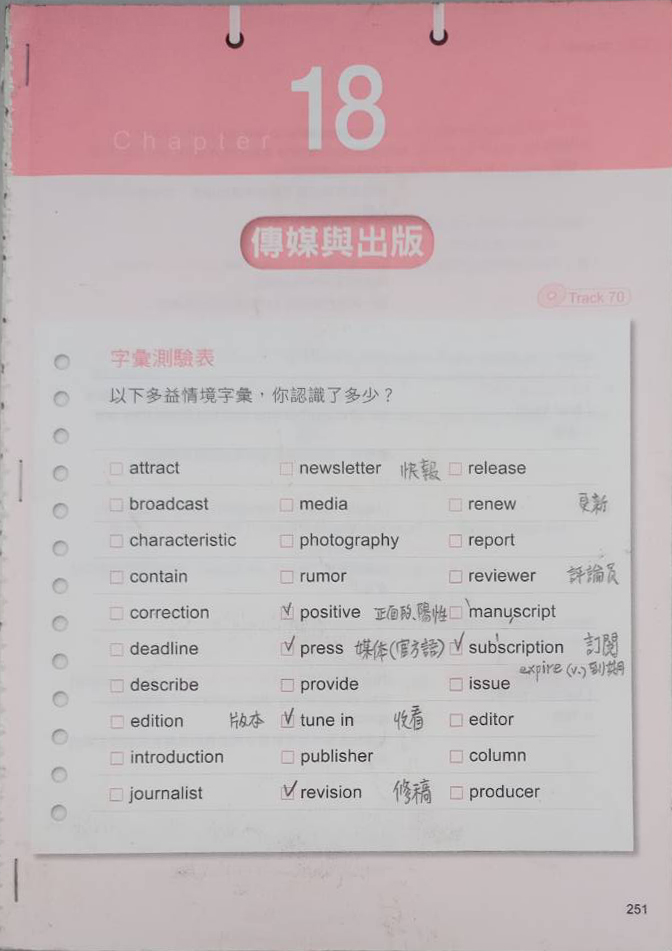 Chapter 18
傳媒與出版
Track 70
字彙測驗表
以下多益情境字彙，你認識了多少？
attract newsletter 快報 release
broadcast media renew 更新
characteristic photography report
contain rumor reviewer 評論員
correction positive 正面的、陽性 manuscript
deadline press 媒体(官方語) subscription 訂閱
expire (v.) 到期
describe provide issue
edition 版本 tune in 收看 editor
introduction publisher column
journalist revision 修稿 producer
251